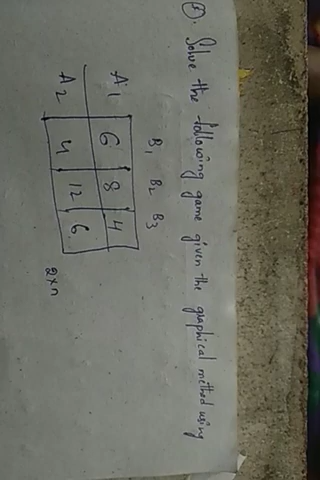 5. Solve the following game given the graphical method using
B1 B2 B3
A1 6 8 4
A2 4 12 6
2×n